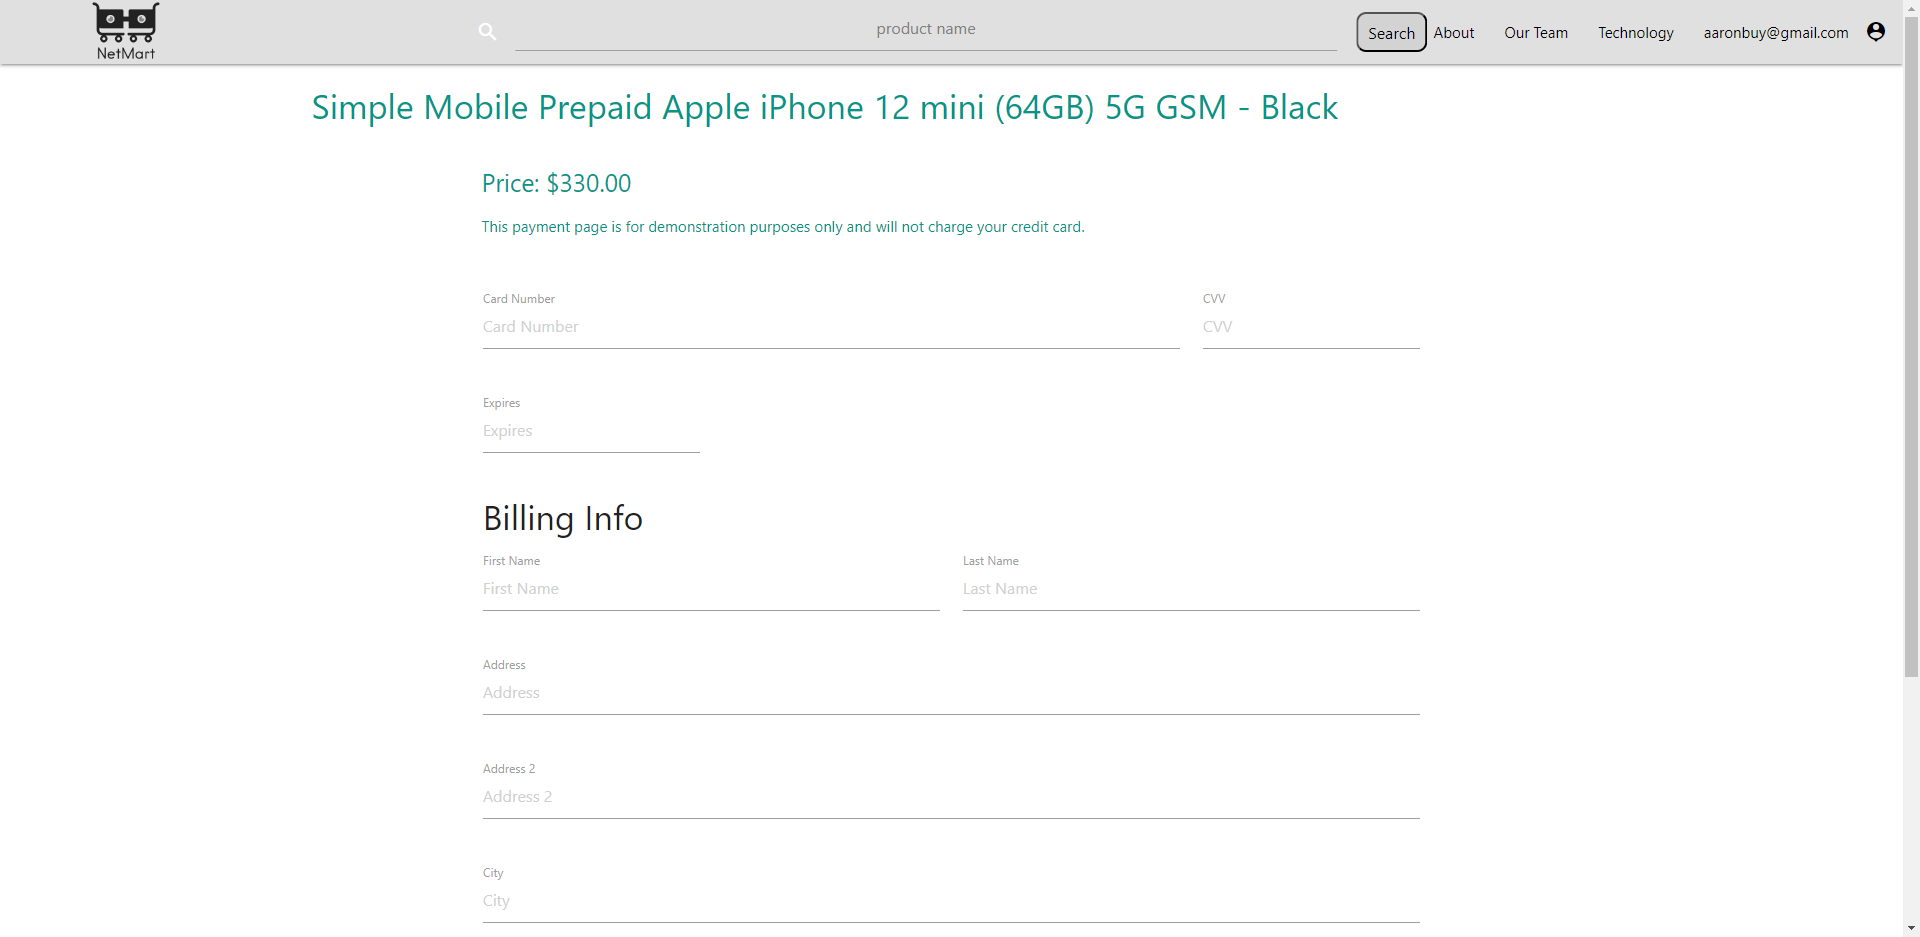 NetMart
product name
Search
About
Our Team
Technology
aaronbuy@gmail.com
Simple Mobile Prepaid Apple iPhone 12 mini (64GB) 5G GSM - Black
Price: $330.00
This payment page is for demonstration purposes only and will not charge your credit card.
Card Number
CVV
Card Number
CVV
Expires
Expires
Billing Info
First Name
Last Name
First Name
Last Name
Address
Address
Address 2
Address 2
City
City